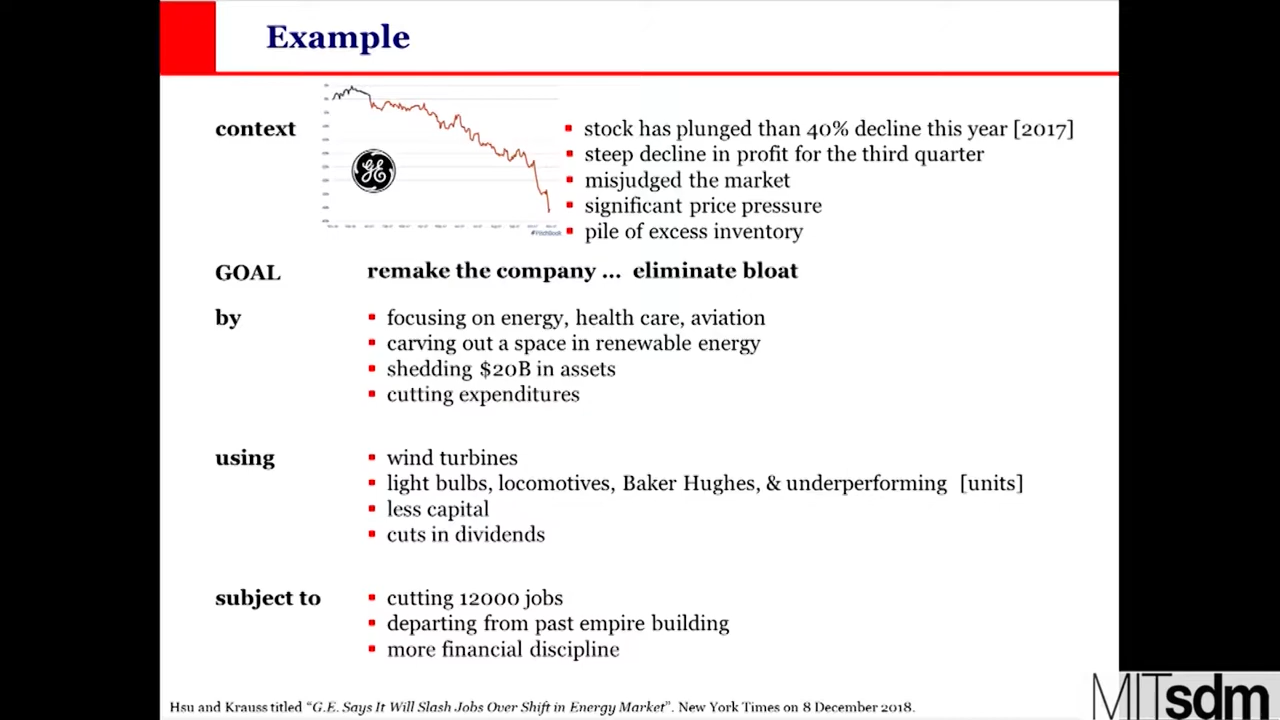 Example
context
GE
#PitchBook
stock has plunged than 40% decline this year [2017]
steep decline in profit for the third quarter
misjudged the market
significant price pressure
pile of excess inventory
GOAL remake the company ... eliminate bloat
by
focusing on energy, health care, aviation
carving out a space in renewable energy
shedding $20B in assets
cutting expenditures
using
wind turbines
light bulbs, locomotives, Baker Hughes, & underperforming [units]
less capital
cuts in dividends
subject to
cutting 12000 jobs
departing from past empire building
more financial discipline
Hsu and Krauss titled “G.E. Says It Will Slash Jobs Over Shift in Energy Market”. New York Times on 8 December 2018.
MITsdm